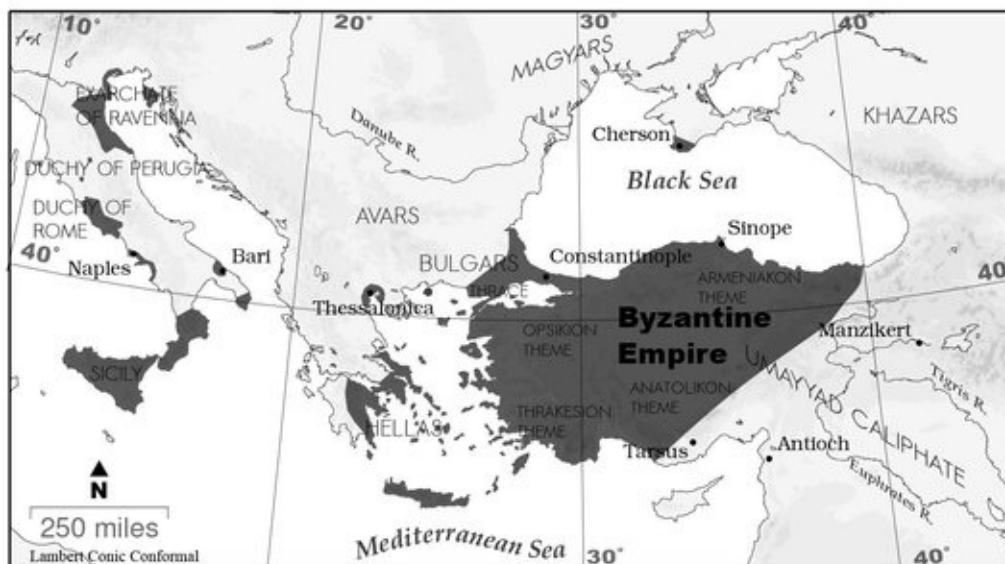 10
20
30
40
MAGYARS
KHAZARS
EXARCHATE
OF RAVENNA
Danube R.
Cherson
DUCHY OF PERUGIA
Black Sea
DUCHY OF
ROME
AVARS
Sinope
40
Naples
Bari
BULGARS
Constantinople
ARMENIAKON
THEME
40
THRACE
Thessalonica
OPSIKION
THEME
Byzantine
Empire
Manzikert
SICILY
UMAYYAD CALIPHATE
ANATOLIKON
THEME
Tigris R.
HELLAS
THRAKESION
THEME
Tarsus
Antioch
Euphrates R.
N
250 miles
Mediterranean Sea
Lambert Conic Conformal
30
40